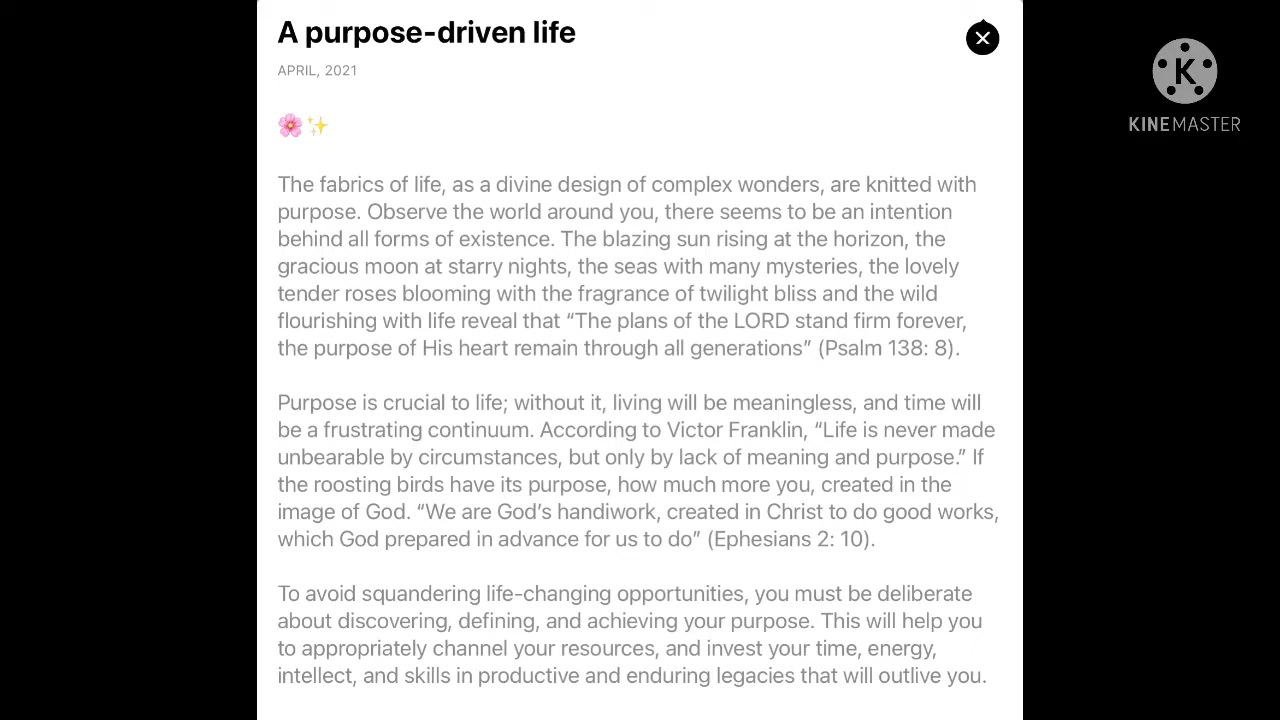 A purpose-driven life
APRIL, 2021
🌸✨
The fabrics of life, as a divine design of complex wonders, are knitted with
purpose. Observe the world around you, there seems to be an intention
behind all forms of existence. The blazing sun rising at the horizon, the
gracious moon at starry nights, the seas with many mysteries, the lovely
tender roses blooming with the fragrance of twilight bliss and the wild
flourishing with life reveal that “The plans of the LORD stand firm forever,
the purpose of His heart remain through all generations” (Psalm 138: 8).
Purpose is crucial to life; without it, living will be meaningless, and time will
be a frustrating continuum. According to Victor Franklin, “Life is never made
unbearable by circumstances, but only by lack of meaning and purpose.” If
the roosting birds have its purpose, how much more you, created in the
image of God. “We are God’s handiwork, created in Christ to do good works,
which God prepared in advance for us to do” (Ephesians 2: 10).
To avoid squandering life-changing opportunities, you must be deliberate
about discovering, defining, and achieving your purpose. This will help you
to appropriately channel your resources, and invest your time, energy,
intellect, and skills in productive and enduring legacies that will outlive you.
K
KINEMASTER